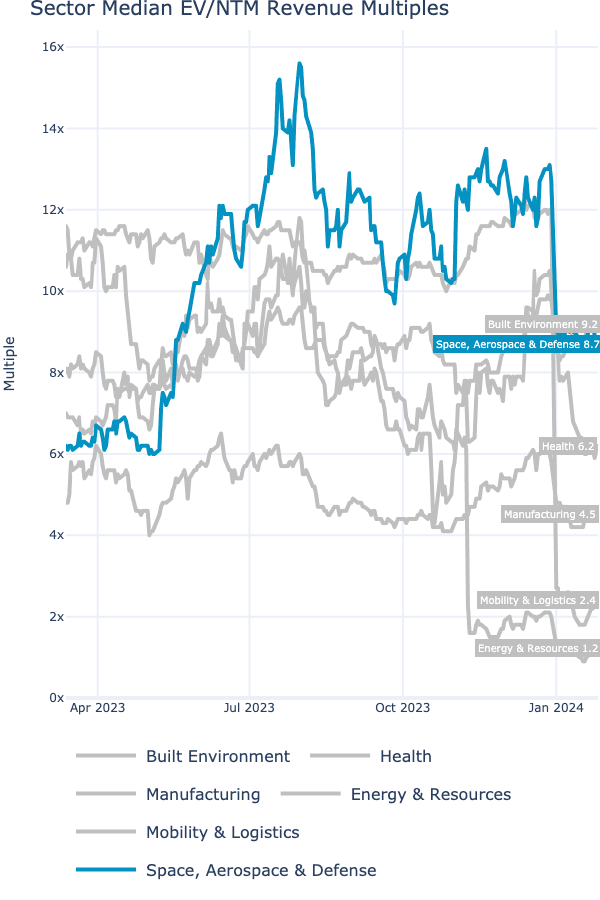 Sector Median EV/NTM Revenue Multiples
16x
14x
12x
10x
Built Environment 9.2
Space, Aerospace & Defense 8.7
8x
Multiple
Health 6.2
6x
Manufacturing 4.5
4x
Mobility & Logistics 2.4
2x
Energy & Resources 1.2
0x
Apr 2023 Jul 2023 Oct 2023 Jan 2024
Built Environment Health
Manufacturing Energy & Resources
Mobility & Logistics
Space, Aerospace & Defense